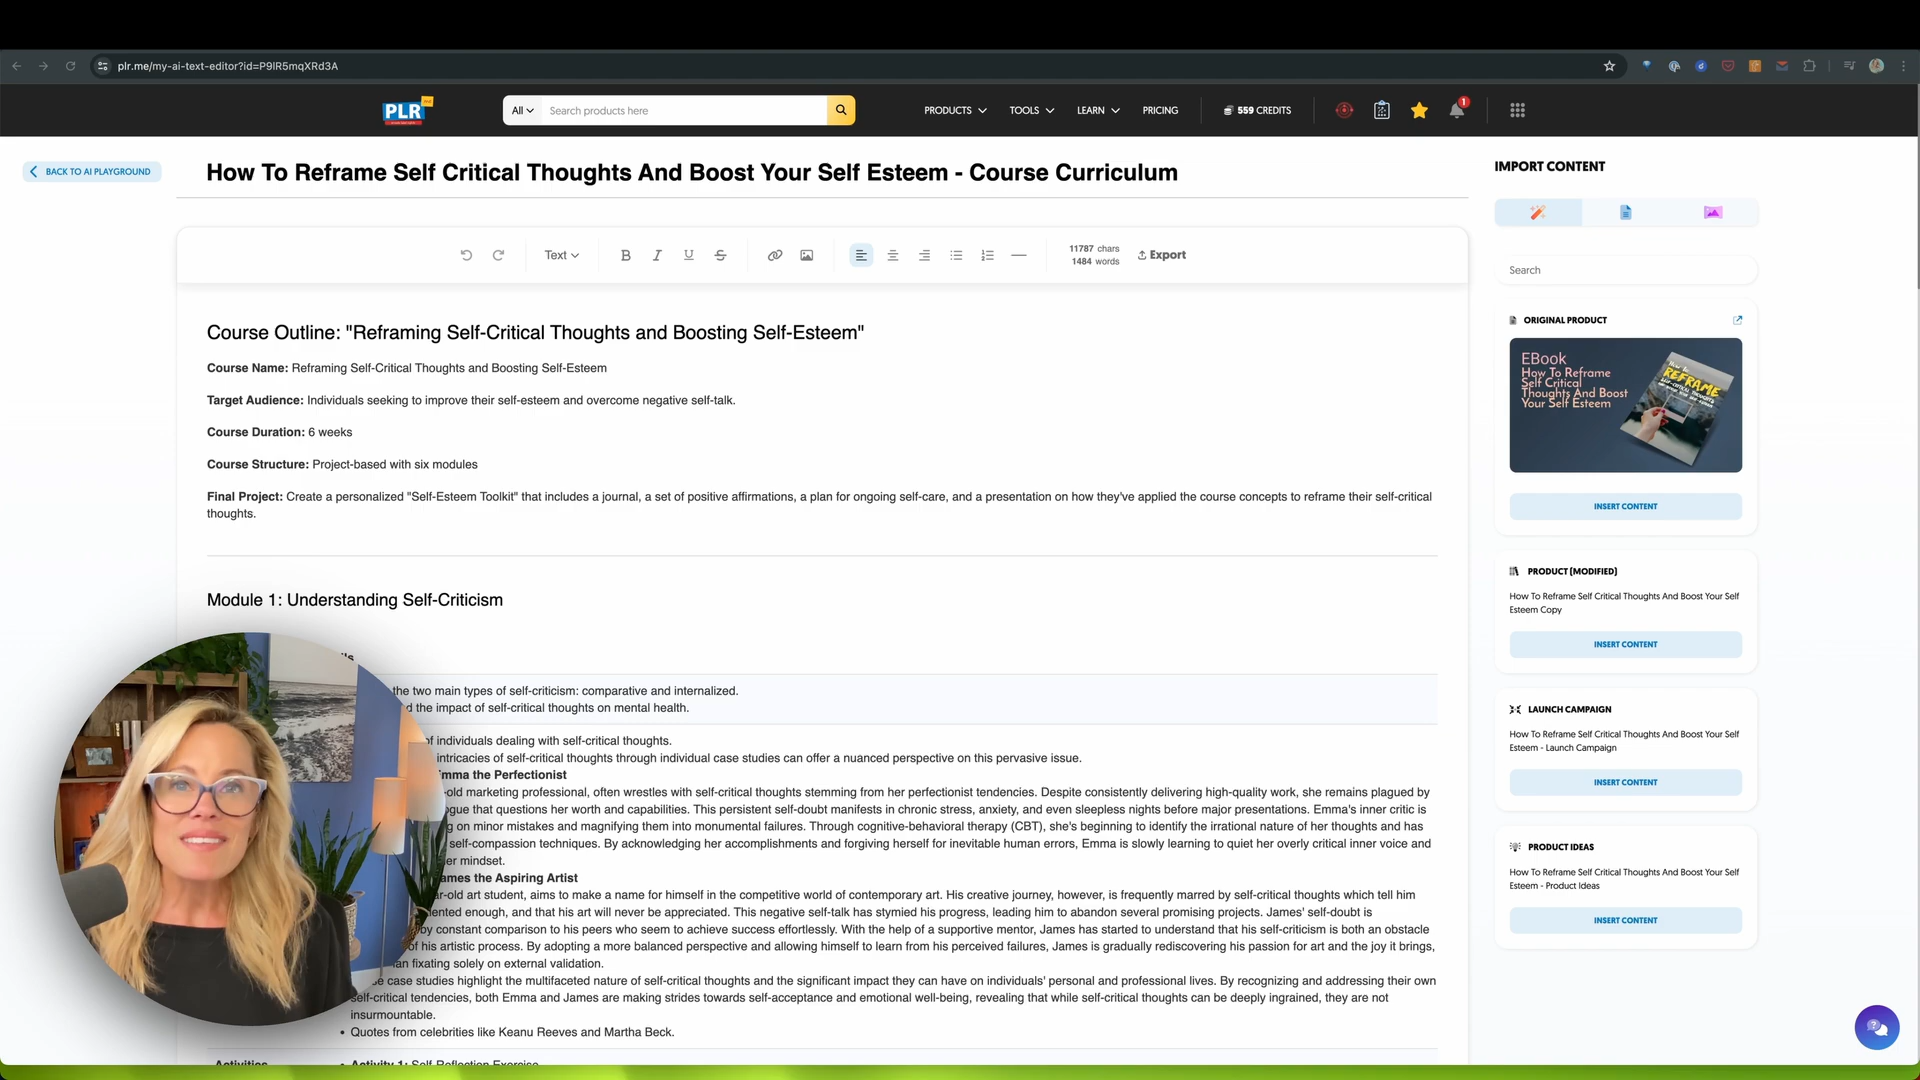 plr.me/my-ai-text-editor?id=P9IR5mqXRd3A
PLR
All
Search products here
PRODUCTS
TOOLS
LEARN
PRICING
559 CREDITS
1
BACK TO AI PLAYGROUND
How To Reframe Self Critical Thoughts And Boost Your Self Esteem - Course Curriculum
Text
B
I
U
S
11787 chars
1484 words
Export
Course Outline: "Reframing Self-Critical Thoughts and Boosting Self-Esteem"
Course Name: Reframing Self-Critical Thoughts and Boosting Self-Esteem
Target Audience: Individuals seeking to improve their self-esteem and overcome negative self-talk.
Course Duration: 6 weeks
Course Structure: Project-based with six modules
Final Project: Create a personalized "Self-Esteem Toolkit" that includes a journal, a set of positive affirmations, a plan for ongoing self-care, and a presentation on how they've applied the course concepts to reframe their self-critical
thoughts.
Module 1: Understanding Self-Criticism
the two main types of self-criticism: comparative and internalized.
the impact of self-critical thoughts on mental health.
of individuals dealing with self-critical thoughts.
intricacies of self-critical thoughts through individual case studies can offer a nuanced perspective on this pervasive issue.
Emma the Perfectionist
-old marketing professional, often wrestles with self-critical thoughts stemming from her perfectionist tendencies. Despite consistently delivering high-quality work, she remains plagued by
that questions her worth and capabilities. This persistent self-doubt manifests in chronic stress, anxiety, and even sleepless nights before major presentations. Emma's inner critic is
on minor mistakes and magnifying them into monumental failures. Through cognitive-behavioral therapy (CBT), she's beginning to identify the irrational nature of her thoughts and has
self-compassion techniques. By acknowledging her accomplishments and forgiving herself for inevitable human errors, Emma is slowly learning to quiet her overly critical inner voice and
mindset.
James the Aspiring Artist
-old art student, aims to make a name for himself in the competitive world of contemporary art. His creative journey, however, is frequently marred by self-critical thoughts which tell him
enough, and that his art will never be appreciated. This negative self-talk has stymied his progress, leading him to abandon several promising projects. James' self-doubt is
by constant comparison to his peers who seem to achieve success effortlessly. With the help of a supportive mentor, James has started to understand that his self-criticism is both an obstacle
of his artistic process. By adopting a more balanced perspective and allowing himself to learn from his perceived failures, James is gradually rediscovering his passion for art and the joy it brings,
fixating solely on external validation.
case studies highlight the multifaceted nature of self-critical thoughts and the significant impact they can have on individuals' personal and professional lives. By recognizing and addressing their own
self-critical tendencies, both Emma and James are making strides towards self-acceptance and emotional well-being, revealing that while self-critical thoughts can be deeply ingrained, they are not
insurmountable.
• Quotes from celebrities like Keanu Reeves and Martha Beck.
Activities
• Activity 1: Self-Reflection Exercise
IMPORT CONTENT
Search
ORIGINAL PRODUCT
EBook
How To Reframe
Self Critical
Thoughts And Boost
Your Self Esteem
How To
REFRAME
INSERT CONTENT
PRODUCT (MODIFIED)
How To Reframe Self Critical Thoughts And Boost Your Self
Esteem Copy
INSERT CONTENT
LAUNCH CAMPAIGN
How To Reframe Self Critical Thoughts And Boost Your Self
Esteem - Launch Campaign
INSERT CONTENT
PRODUCT IDEAS
How To Reframe Self Critical Thoughts And Boost Your Self
Esteem - Product Ideas
INSERT CONTENT